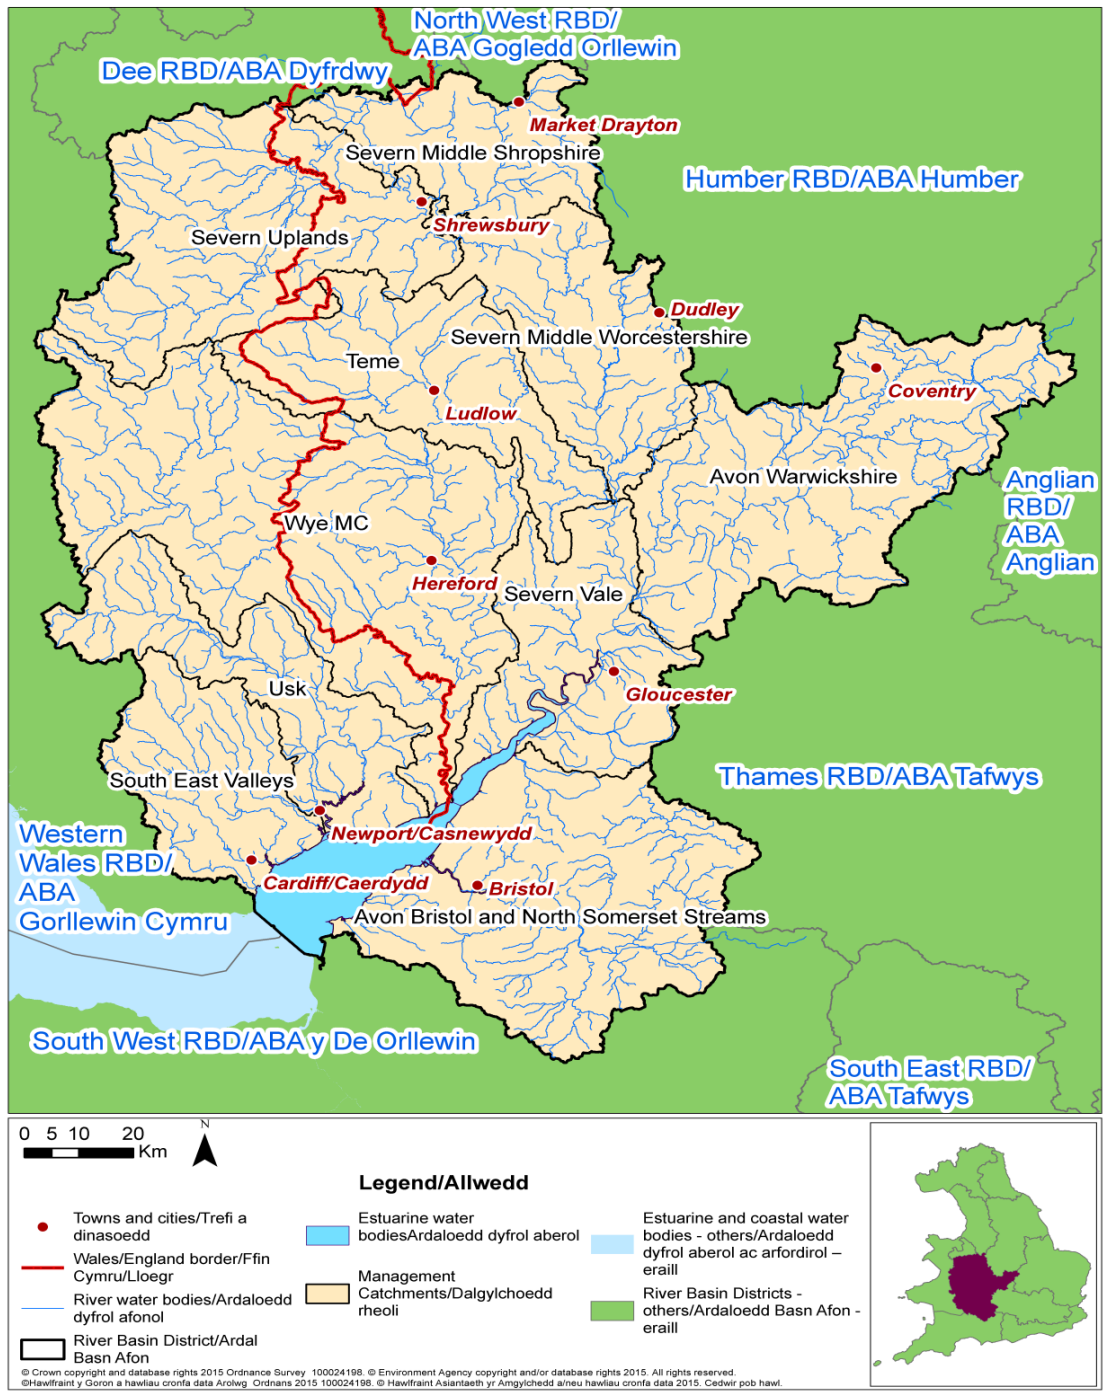 North West RBD/
ABA Gogledd Orllewin
Dee RBD/ABA Dyfrdwy
Market Drayton
Severn Middle Shropshire
Humber RBD/ABA Humber
Shrewsbury
Severn Uplands
Dudley
Severn Middle Worcestershire
Teme
Coventry
Ludlow
Avon Warwickshire
Anglian
RBD/
ABA
Anglian
Wye MC
Hereford
Severn Vale
Usk
Gloucester
South East Valleys
Thames RBD/ABA Tafwys
Newport/Casnewydd
Western
Wales RBD/
ABA
Gorllewin Cymru
Cardiff/Caerdydd
Bristol
Avon Bristol and North Somerset Streams
South West RBD/ABA y De Orllewin
South East RBD/
ABA Tafwys
0 5 10 20
Km
N
Legend/Allwedd
Towns and cities/Trefi a
dinasoedd
Wales/England border/Ffin
Cymru/Lloegr
River water bodies/Ardaloedd
dyfrol afonol
River Basin District/Ardal
Basn Afon
Estuarine water
bodiesArdaloedd dyfrol aberol
Management
Catchments/Dalgylchoedd
rheoli
Estuarine and coastal water
bodies - others/Ardaloedd
dyfrol aberol ac arfordirol –
eraill
River Basin Districts -
others/Ardaloedd Basn Afon -
eraill
© Crown copyright and database rights 2015 Ordnance Survey 100024198. © Environment Agency copyright and/or database rights 2015. All rights reserved.
©Hawlfraint y Goron a hawliau cronfa data Arolwg Ordnans 2015 100024198. © Hawlfraint Asiantaeth yr Amgylchedd a/neu hawliau cronfa data 2015. Cedwir pob hawl.